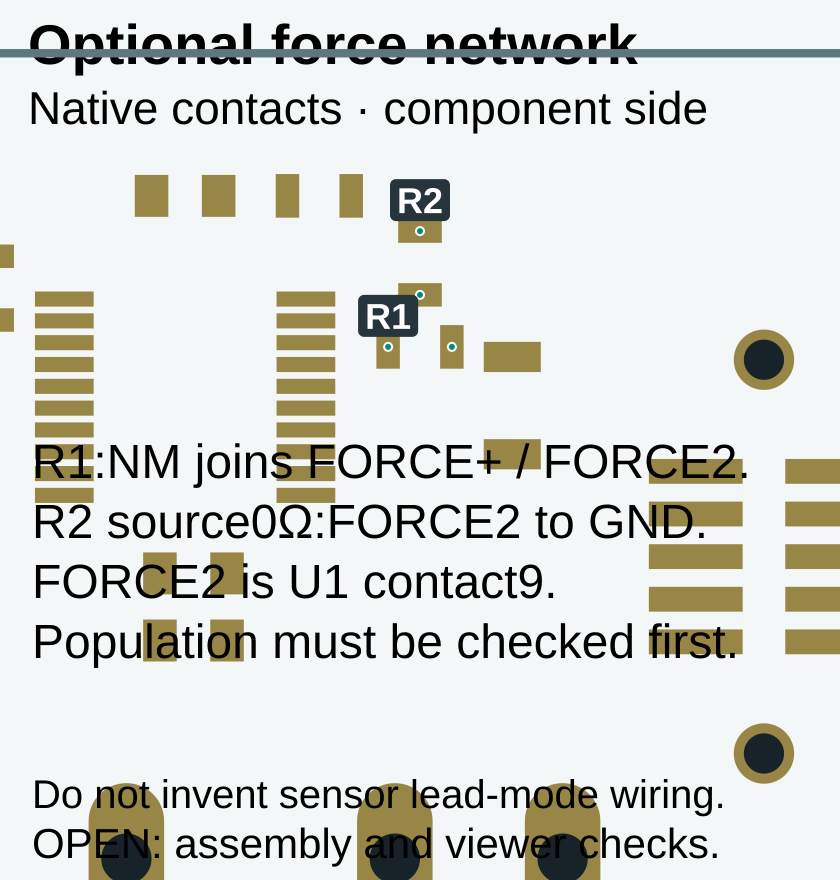 Optional force network
Native contacts · component side
R2
R1
R1:NM joins FORCE+ / FORCE2.
R2 source0Ω:FORCE2 to GND.
FORCE2 is U1 contact9.
Population must be checked first.
Do not invent sensor lead-mode wiring.
OPEN: assembly and viewer checks.